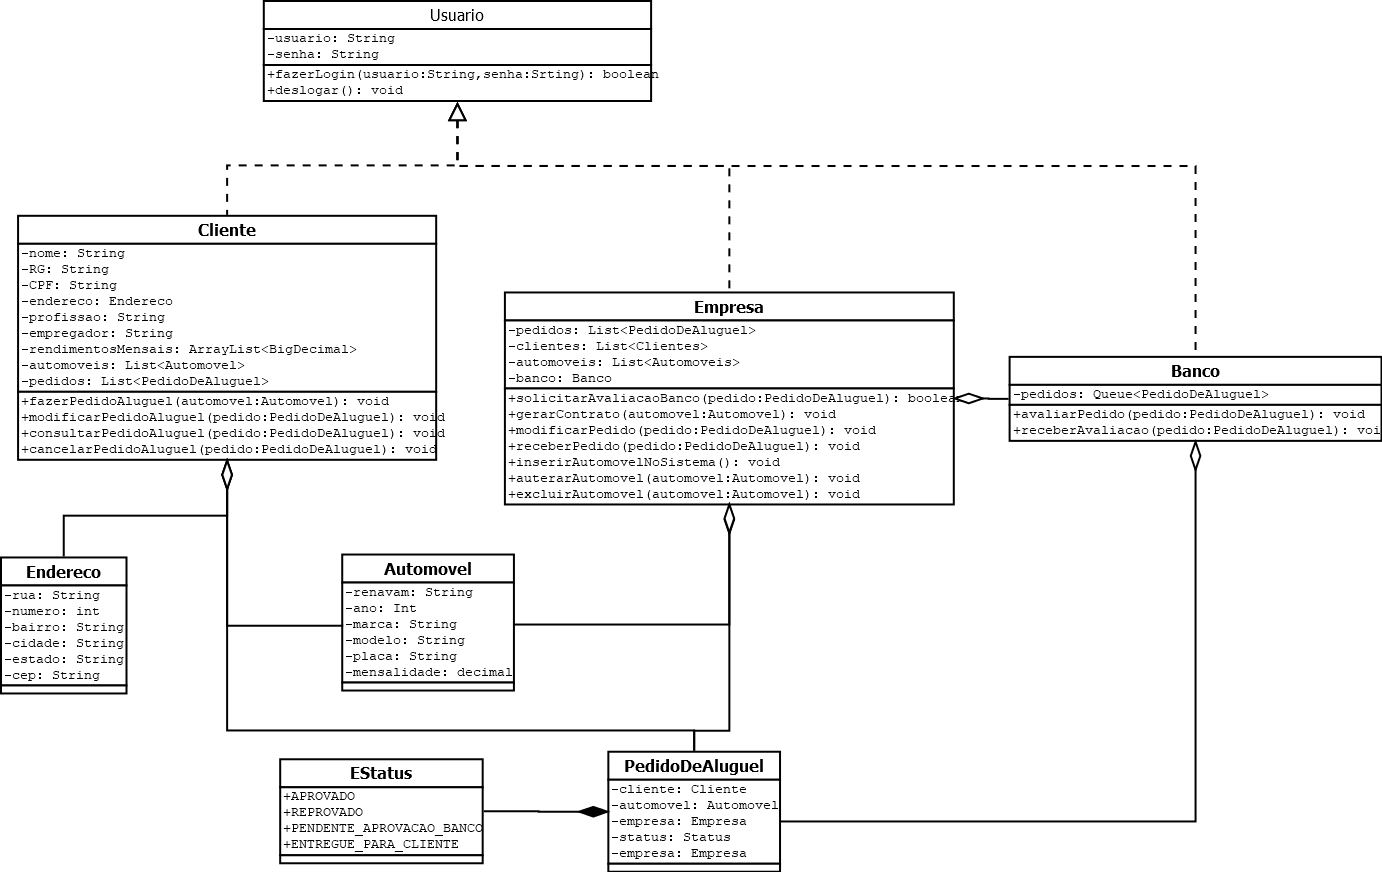 Usuario
-usuario: String
-senha: String
+fazerLogin(usuario:String,senha:Srting): boolean
+deslogar(): void
Cliente
-nome: String
-RG: String
-CPF: String
-endereco: Endereco
-profissao: String
-empregador: String
-rendimentosMensais: ArrayList<BigDecimal>
-automoveis: List<Automovel>
-pedidos: List<PedidoDeAluguel>
+fazerPedidoAluguel(automovel:Automovel): void
+modificarPedidoAluguel(pedido:PedidoDeAluguel): void
+consultarPedidoAluguel(pedido:PedidoDeAluguel): void
+cancelarPedidoAluguel(pedido:PedidoDeAluguel): void
Empresa
-pedidos: List<PedidoDeAluguel>
-clientes: List<Clientes>
-automoveis: List<Automoveis>
-banco: Banco
+solicitarAvaliacaoBanco(pedido:PedidoDeAluguel): boolea
+gerarContrato(automovel:Automovel): void
+modificarPedido(pedido:PedidoDeAluguel): void
+receberPedido(pedido:PedidoDeAluguel): void
+inserirAutomovelNoSistema(): void
+auterarAutomovel(automovel:Automovel): void
+excluirAutomovel(automovel:Automovel): void
Banco
-pedidos: Queue<PedidoDeAluguel>
+avaliarPedido(pedido:PedidoDeAluguel): void
+receberAvaliacao(pedido:PedidoDeAluguel): voi
Endereco
-rua: String
-numero: int
-bairro: String
-cidade: String
-estado: String
-cep: String
Automovel
-renavam: String
-ano: Int
-marca: String
-modelo: String
-placa: String
-mensalidade: decimal
EStatus
+APROVADO
+REPROVADO
+PENDENTE_APROVACAO_BANCO
+ENTREGUE_PARA_CLIENTE
PedidoDeAluguel
-cliente: Cliente
-automovel: Automovel
-empresa: Empresa
-status: Status
-empresa: Empresa